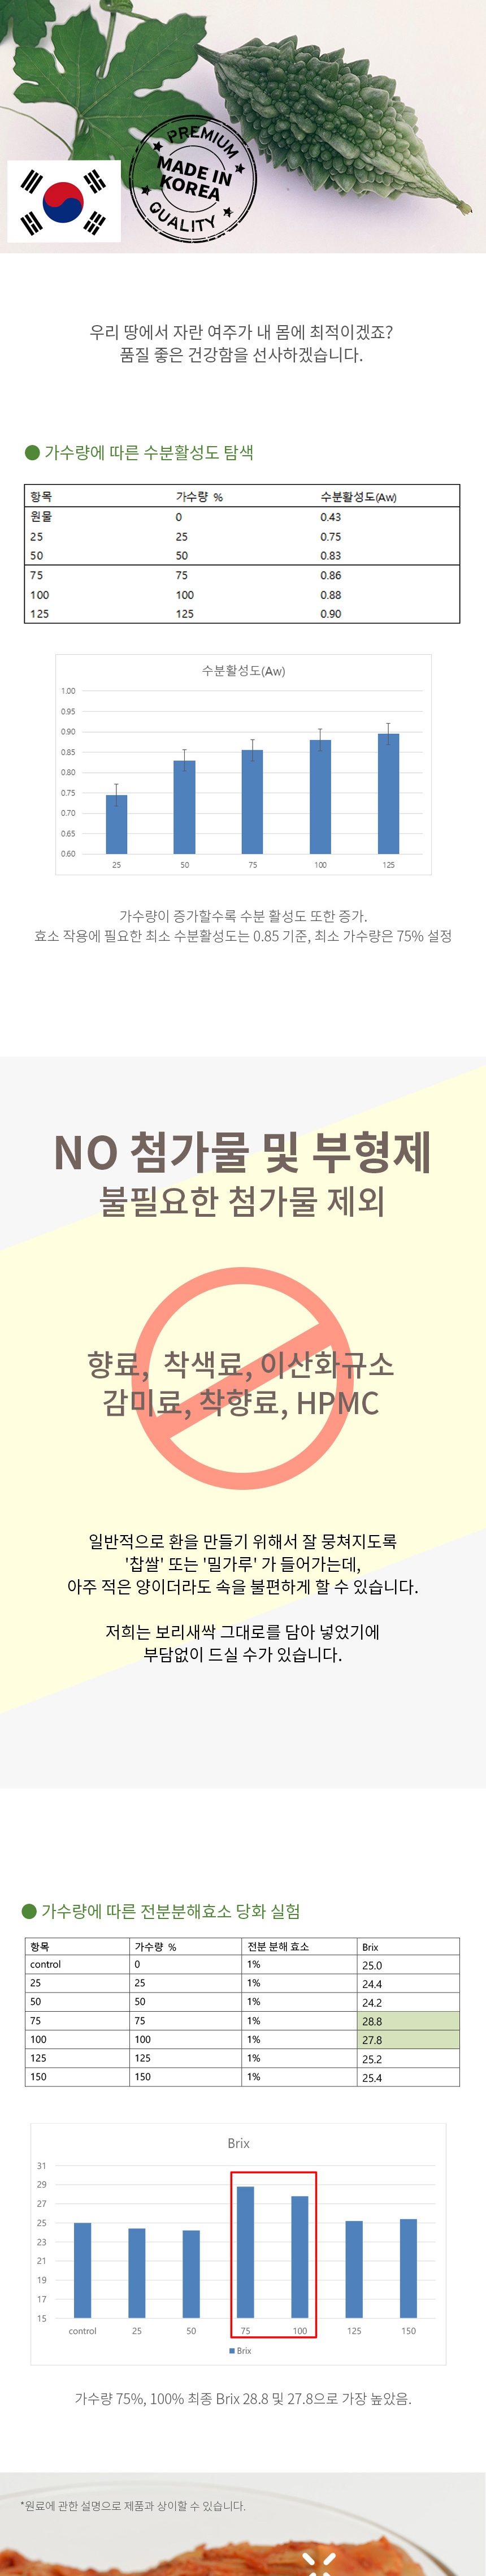 PREMIUM
MADE IN
KOREA
QUALITY
우리 땅에서 자란 여주가 내 몸에 최적이겠죠?
품질 좋은 건강함을 선사하겠습니다.
● 가수량에 따른 수분활성도 탐색
항목 가수량 % 수분활성도(Aw)
원물 0 0.43
25 25 0.75
50 50 0.83
75 75 0.86
100 100 0.88
125 125 0.90
수분활성도(Aw)
1.00
0.95
0.90
0.85
0.80
0.75
0.70
0.65
0.60
25 50 75 100 125
가수량이 증가할수록 수분 활성도 또한 증가.
효소 작용에 필요한 최소 수분활성도는 0.85 기준, 최소 가수량은 75% 설정
NO 첨가물 및 부형제
불필요한 첨가물 제외
향료, 착색료, 이산화규소
감미료, 착향료, HPMC
일반적으로 환을 만들기 위해서 잘 뭉쳐지도록
'찹쌀' 또는 '밀가루' 가 들어가는데,
아주 적은 양이더라도 속을 불편하게 할 수 있습니다.
저희는 보리새싹 그대로를 담아 넣었기에
부담없이 드실 수가 있습니다.
● 가수량에 따른 전분분해효소 당화 실험
항목 가수량 % 전분 분해 효소 Brix
control 0 1% 25.0
25 25 1% 24.4
50 50 1% 24.2
75 75 1% 28.8
100 100 1% 27.8
125 125 1% 25.2
150 150 1% 25.4
Brix
31
29
27
25
23
21
19
17
15
control 25 50 75 100 125 150
Brix
가수량 75%, 100% 최종 Brix 28.8 및 27.8으로 가장 높았음.
*원료에 관한 설명으로 제품과 상이할 수 있습니다.